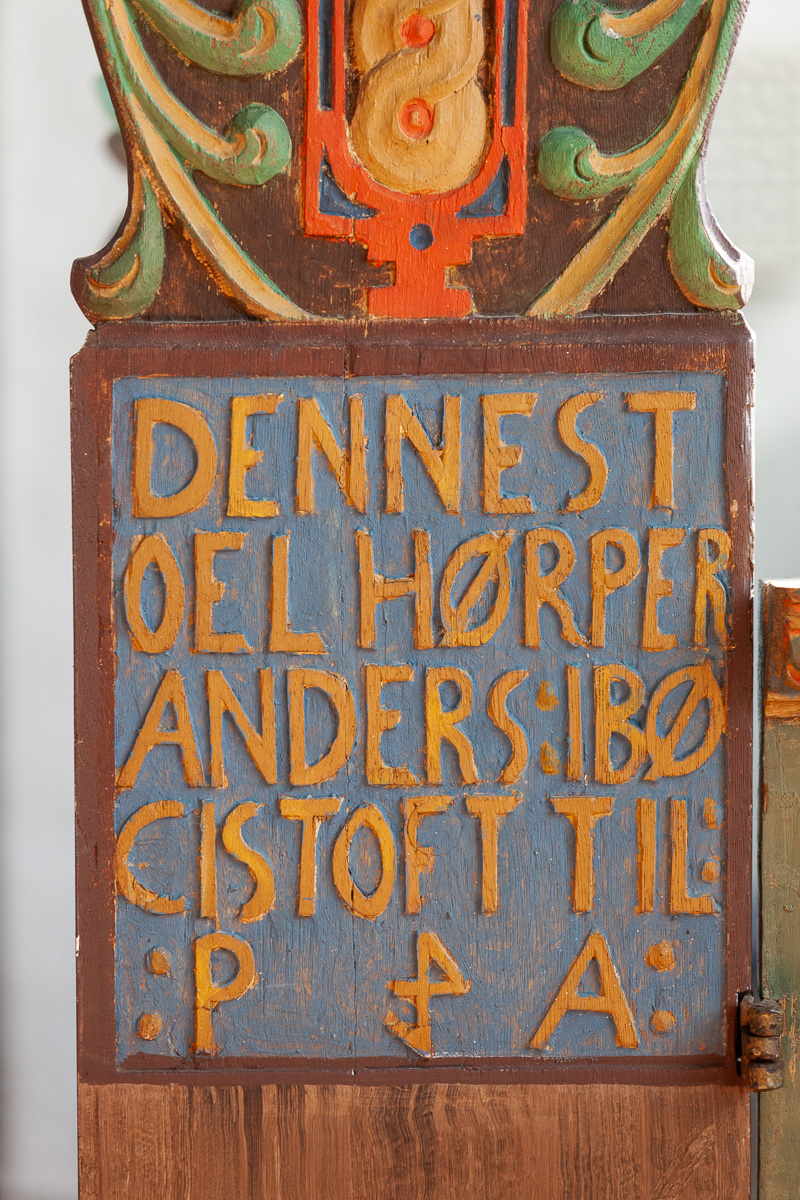 DENNEST
OEL HØRPER
ANDERS:IBØ
CISTOFT TIL:
: P A :